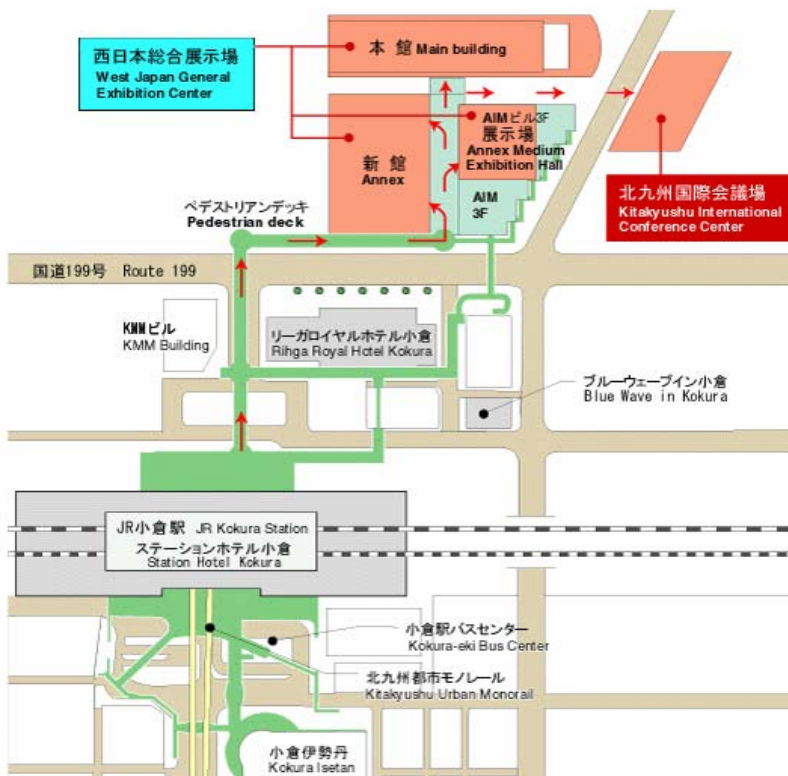 本 館 Main building
西日本総合展示場
West Japan General
Exhibition Center
AIMビル3F
展示場
Annex Medium
Exhibition Hall
新 館
Annex
AIM
3F
北九州国際会議場
Kitakyushu International
Conference Center
ペデストリアンデッキ
Pedestrian deck
国道199号 Route 199
KMMビル
KMM Building
リーガロイヤルホテル小倉
Rihga Royal Hotel Kokura
ブルーウェーブイン小倉
Blue Wave in Kokura
JR小倉駅 JR Kokura Station
ステーションホテル小倉
Station Hotel Kokura
小倉駅バスセンター
Kokura-eki Bus Center
北九州都市モノレール
Kitakyushu Urban Monorail
小倉伊勢丹
Kokura Isetan